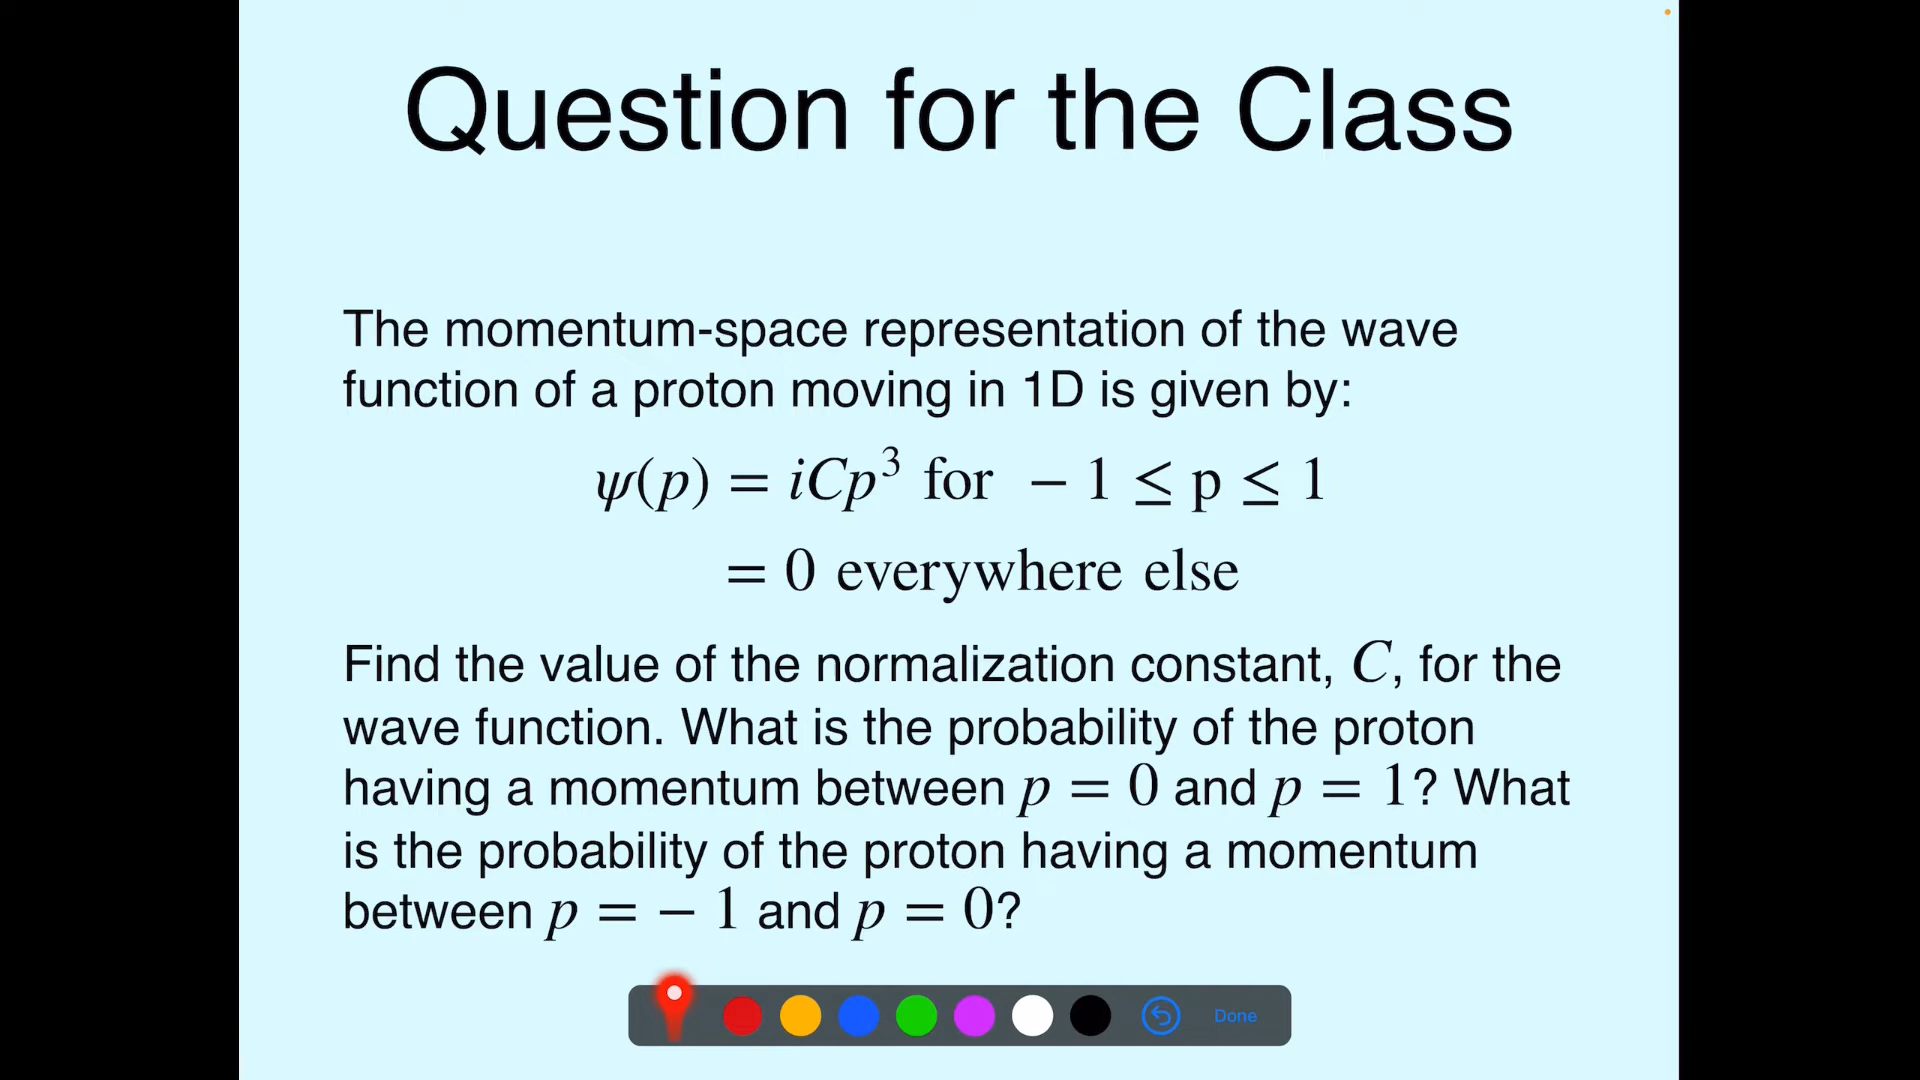 Question for the Class
The momentum-space representation of the wave
function of a proton moving in 1D is given by:
ψ(p) = iCp³ for − 1 ≤ p ≤ 1
= 0 everywhere else
Find the value of the normalization constant, C, for the
wave function. What is the probability of the proton
having a momentum between p = 0 and p = 1? What
is the probability of the proton having a momentum
between p = − 1 and p = 0?
Done